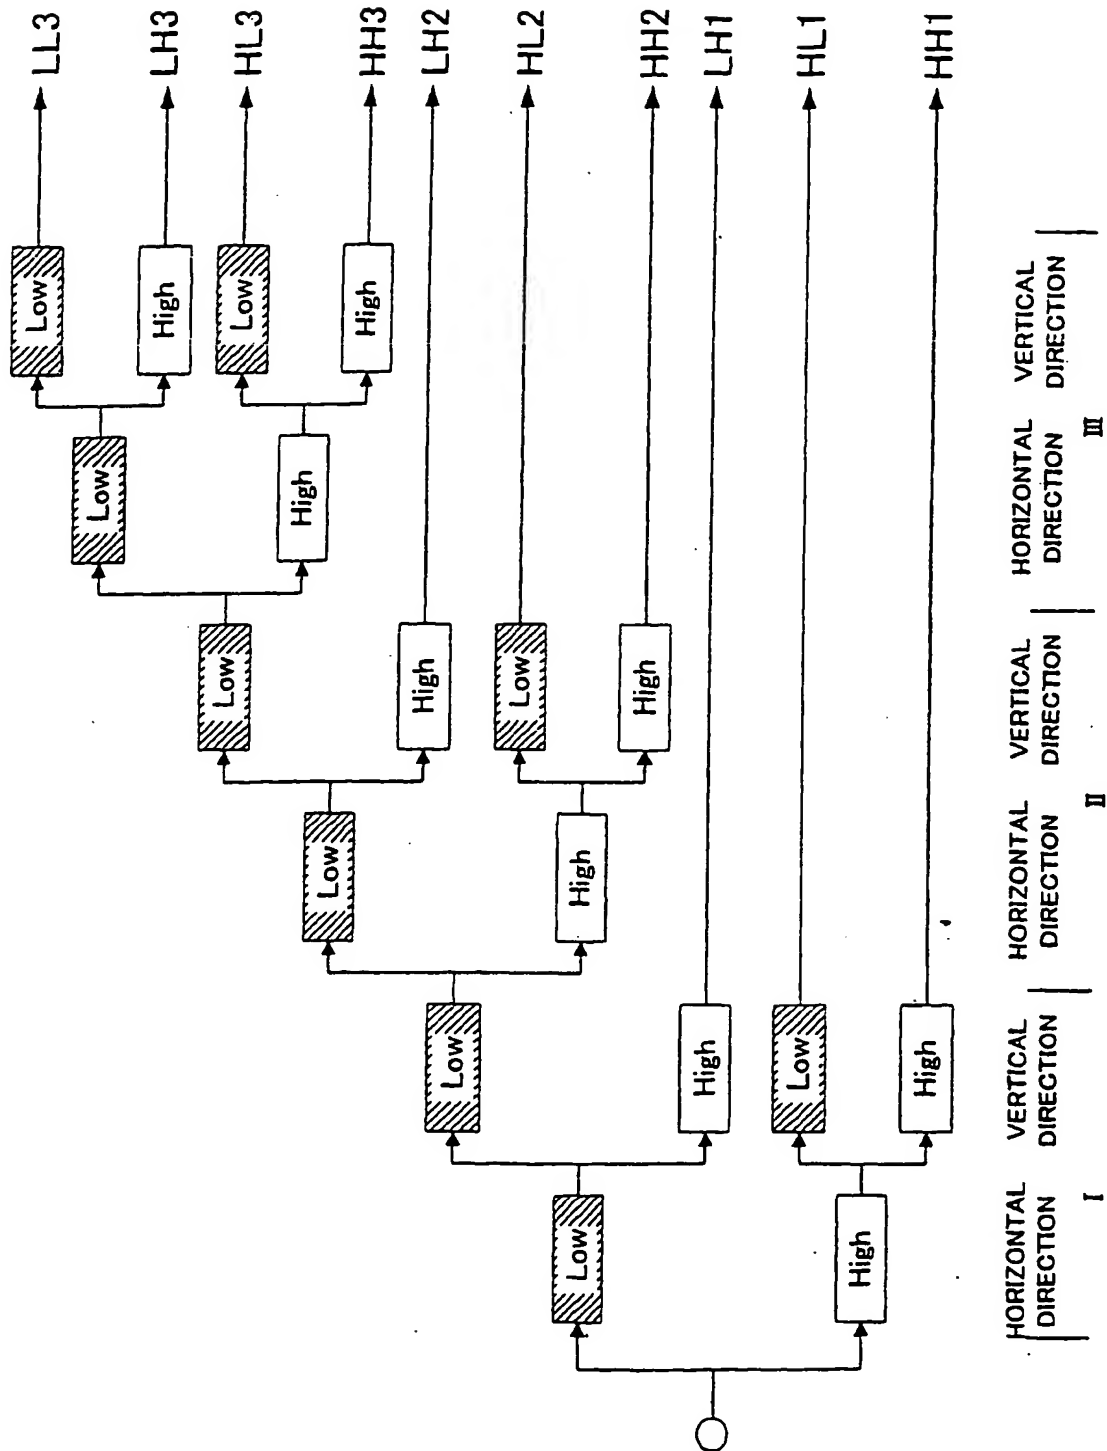 Low LL3
Low
High LH3
Low
Low HL3
High
Low
High HH3
High LH2
Low
Low HL2
Low
High
High HH2
High LH1
Low HL1
High
High HH1
HORIZONTAL VERTICAL HORIZONTAL VERTICAL HORIZONTAL VERTICAL
DIRECTION DIRECTION DIRECTION DIRECTION DIRECTION DIRECTION
I II III